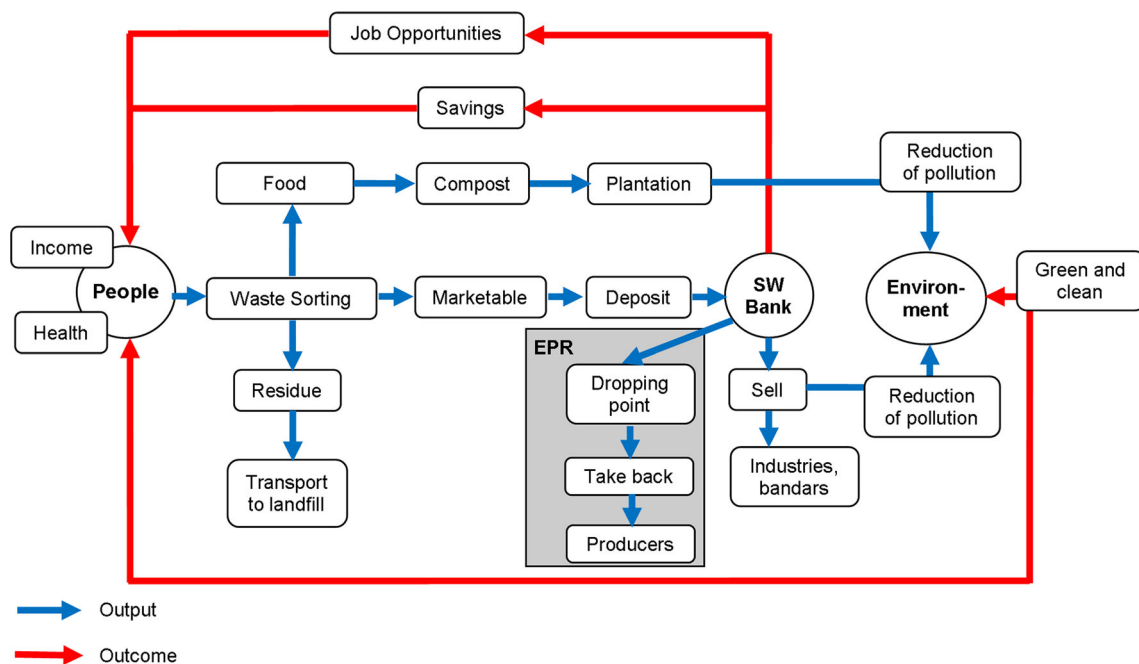 Job Opportunities
Savings
Food
Compost
Plantation
Reduction
of pollution
Income
People
Health
Waste Sorting
Marketable
Deposit
SW
Bank
Environ-
ment
Green and
clean
EPR
Residue
Dropping
point
Sell
Reduction
of pollution
Transport
to landfill
Take back
Industries,
bandars
Producers
Output
Outcome